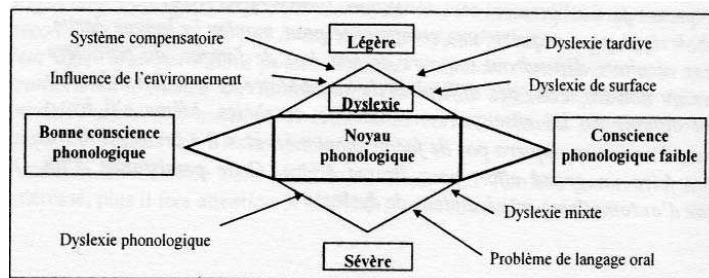 Système compensatoire
Légère
Dyslexie tardive
Influence de l'environnement
Dyslexie de surface
Dyslexie
Bonne conscience
phonologique
Noyau
phonologique
Conscience
phonologique faible
Dyslexie mixte
Dyslexie phonologique
Sévère
Problème de langage oral